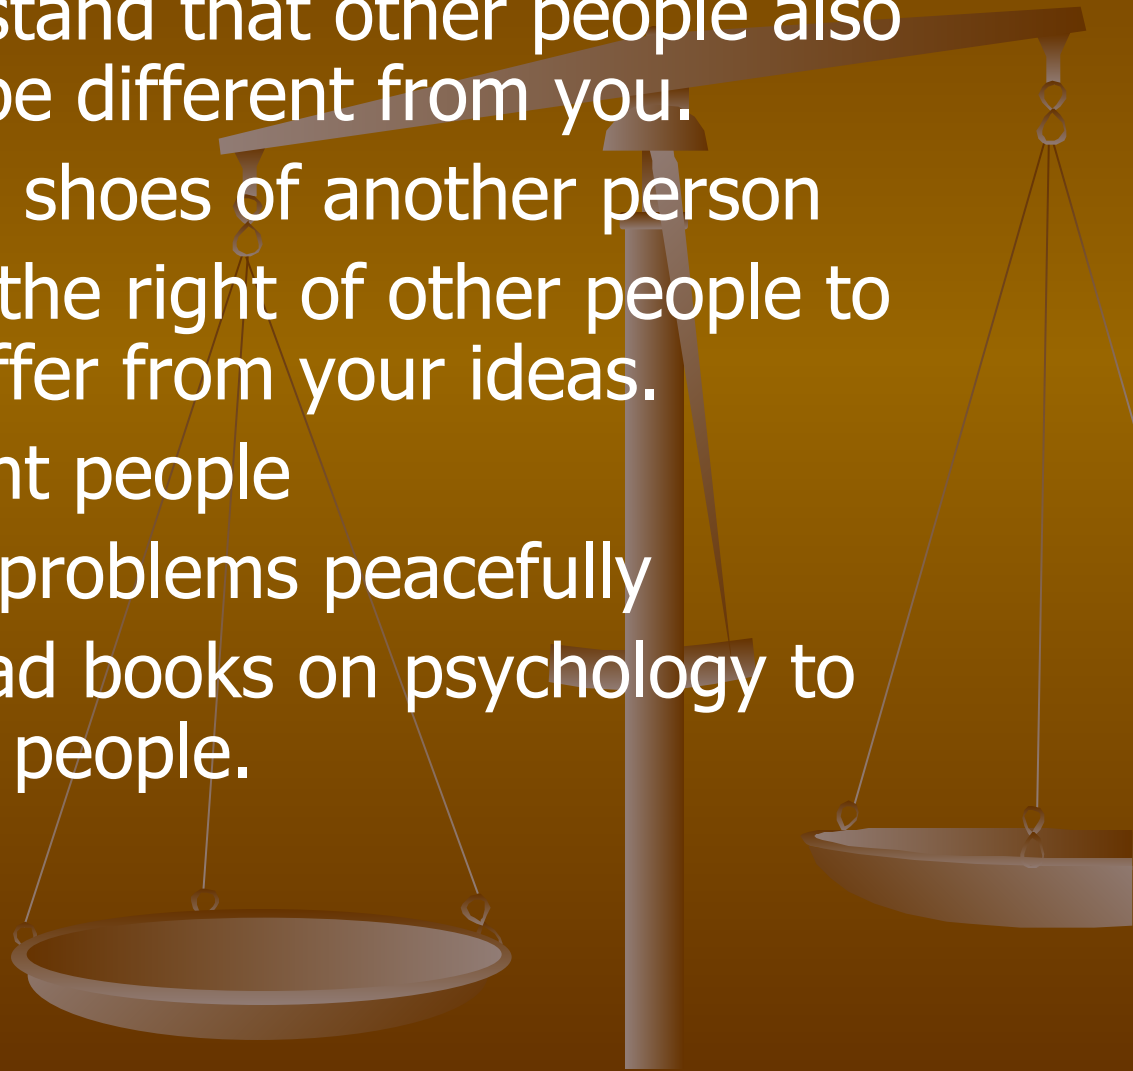 stand that other people also
be different from you.
shoes of another person
the right of other people to
ffer from your ideas.
nt people
problems peacefully
ad books on psychology to
people.